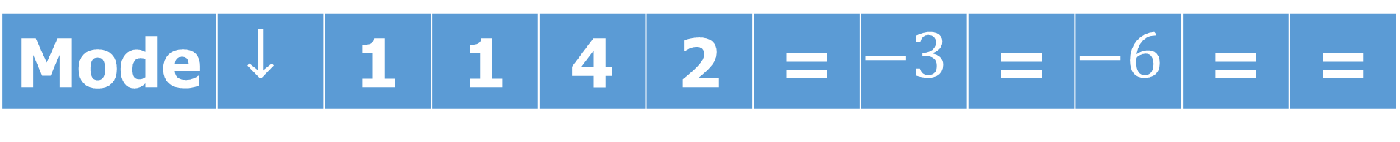 Mode ↓ 1 1 4 2 = −3 = −6 = =